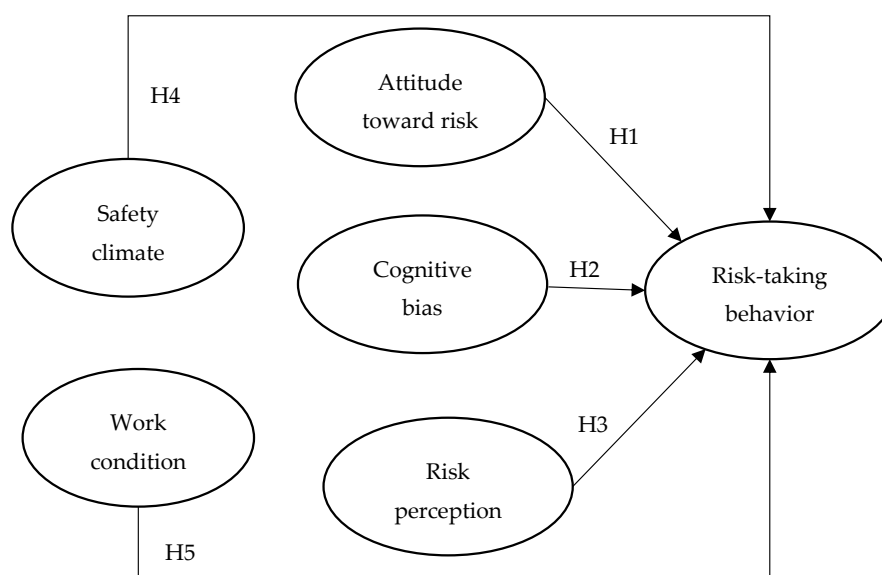 H4
Attitude
toward risk
H1
Safety
climate
Cognitive
bias
H2
Risk-taking
behavior
Work
condition
H3
Risk
perception
H5